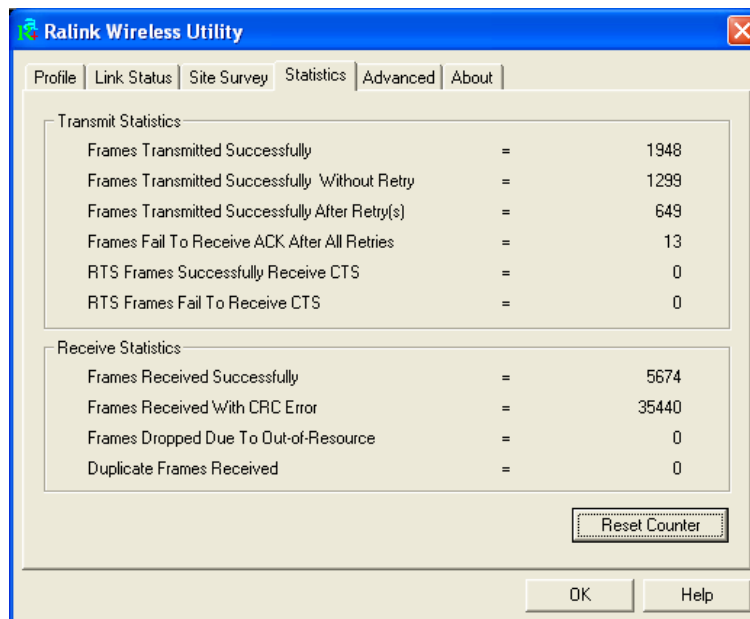 Ralink Wireless Utility
Profile Link Status Site Survey Statistics Advanced About
Transmit Statistics
Frames Transmitted Successfully = 1948
Frames Transmitted Successfully Without Retry = 1299
Frames Transmitted Successfully After Retry(s) = 649
Frames Fail To Receive ACK After All Retries = 13
RTS Frames Successfully Receive CTS = 0
RTS Frames Fail To Receive CTS = 0
Receive Statistics
Frames Received Successfully = 5674
Frames Received With CRC Error = 35440
Frames Dropped Due To Out-of-Resource = 0
Duplicate Frames Received = 0
Reset Counter
OK Help